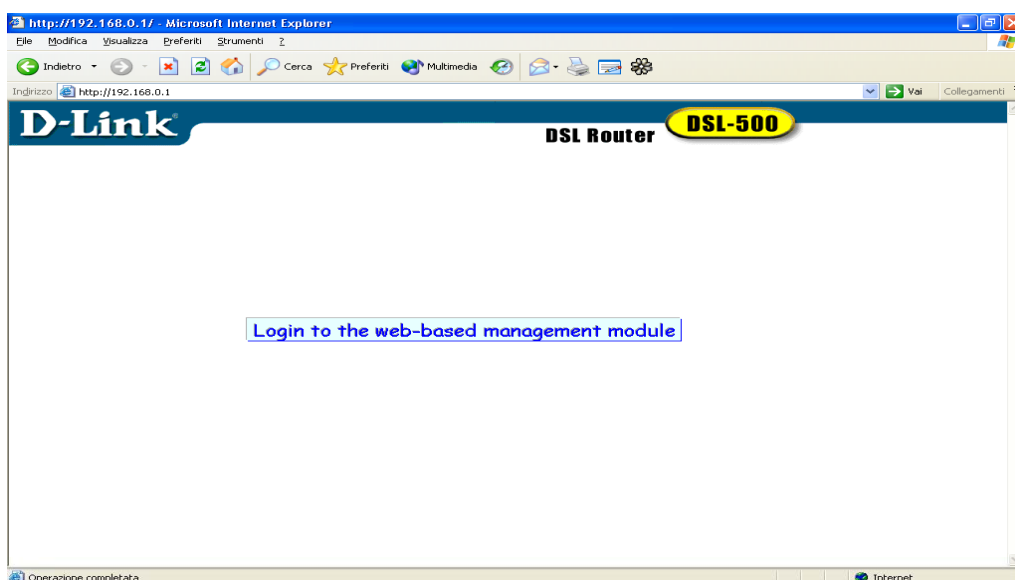 http://192.168.0.1/ - Microsoft Internet Explorer
File Modifica Visualizza Preferiti Strumenti ?
Indietro Cerca Preferiti Multimedia
Indirizzo http://192.168.0.1 Vai Collegamenti
D-Link® DSL Router DSL-500
Login to the web-based management module
Operazione completata Internet